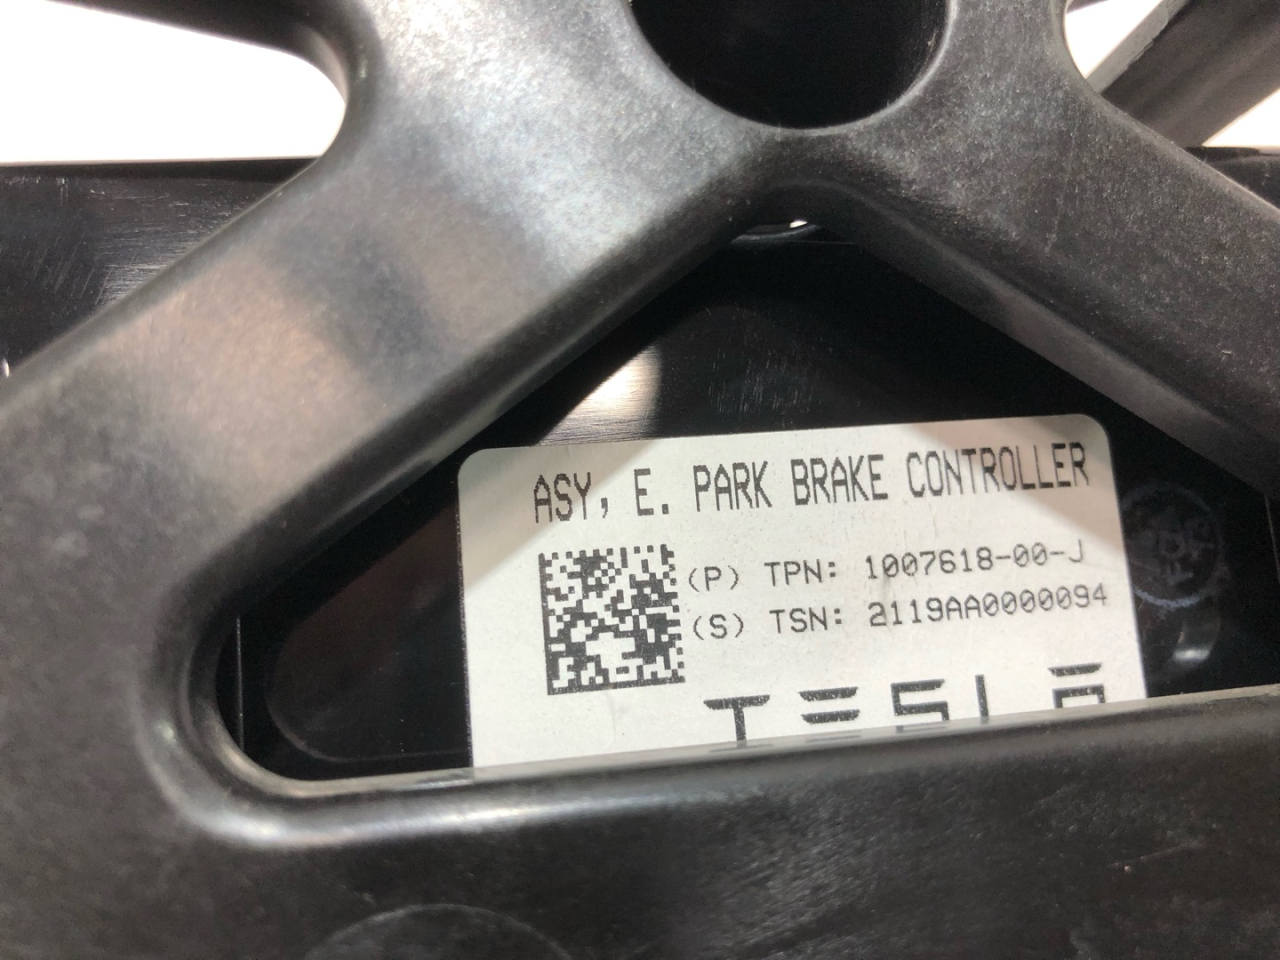 ASY, E. PARK BRAKE CONTROLLER
(P) TPN: 1007618-00-J
(S) TSN: 2119AA0000094
TESLA